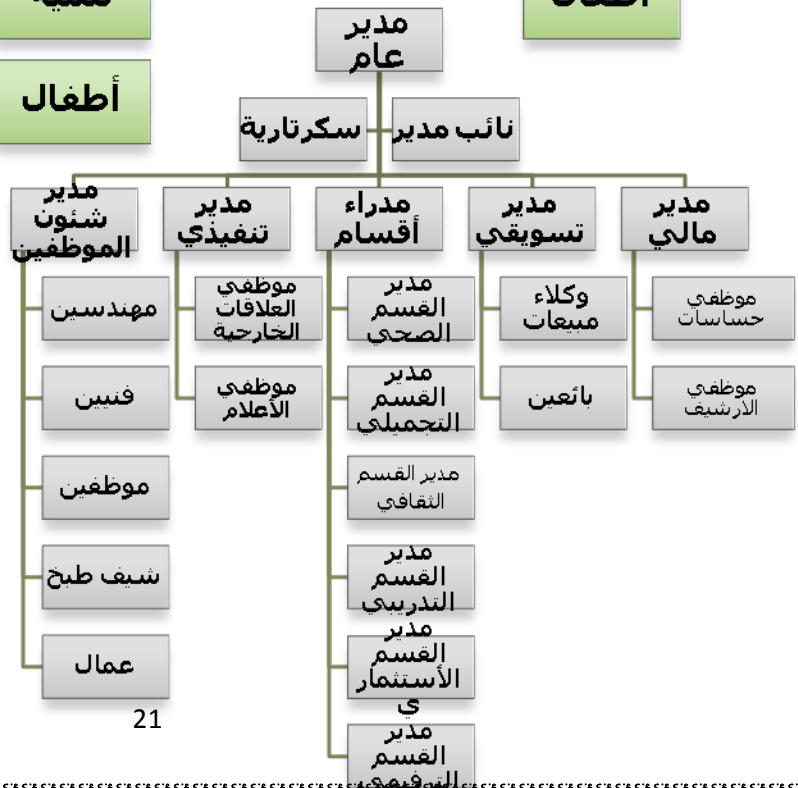 أطفال
مدير
عام
نائب مدير
سكرتارية
مدير
مالي
موظفي
حساسات
موظفي
الارشيف
مدير
تسويقي
وكلاء
مبيعات
بائعين
مدراء
أقسام
مدير
القسم
الصحي
مدير
القسم
التجميلي
مدير القسم
الثقافي
مدير
القسم
التدريبي
مدير
القسم
الأستثمار
ي
مدير
القسم
الترفيهي
مدير
تنفيذي
موظفي
العلاقات
الخارجية
موظفي
الأعلام
مدير
شئون
الموظفين
مهندسين
فنيين
موظفين
شيف طبخ
عمال
21